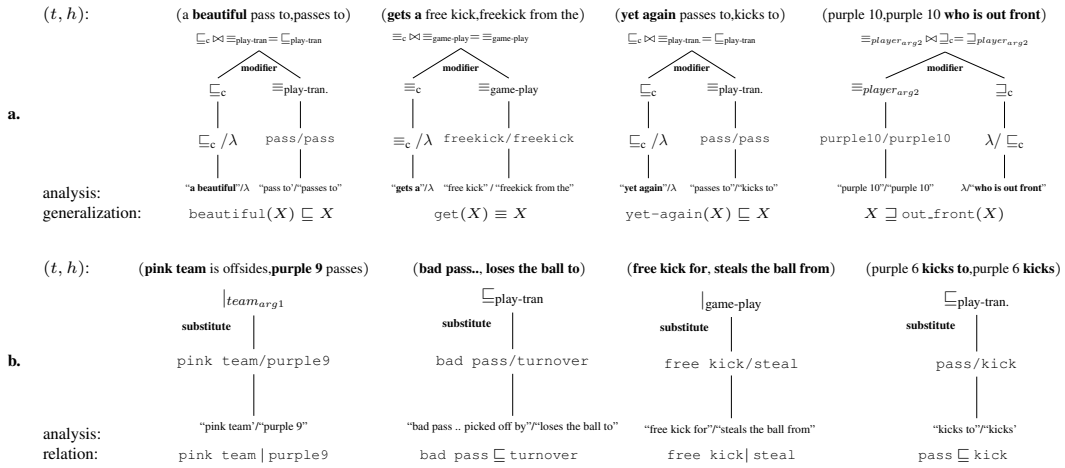 (t, h): (a beautiful pass to,passes to) (gets a free kick,freekick from the) (yet again passes to,kicks to) (purple 10,purple 10 who is out front)
⊑c ⋈ ≡play-tran = ⊑play-tran ≡c ⋈ ≡game-play = ≡game-play ⊑c ⋈ ≡play-tran. = ⊑play-tran ≡player_arg2 ⋈ ⊒c = ⊒player_arg2
modifier modifier modifier modifier
⊑c ≡play-tran. ≡c ≡game-play ⊑c ≡play-tran. ≡player_arg2 ⊒c
a.
⊑c /λ pass/pass ≡c /λ freekick/freekick ⊑c /λ pass/pass purple10/purple10 λ/ ⊑c
analysis: “a beautiful”/λ “pass to’/“passes to” “gets a”/λ “free kick” / “freekick from the” “yet again”/λ “passes to”/“kicks to” “purple 10”/“purple 10” λ/“who is out front”
generalization: beautiful(X) ⊑ X get(X) ≡ X yet-again(X) ⊑ X X ⊒ out_front(X)
(t, h): (pink team is offsides,purple 9 passes) (bad pass.., loses the ball to) (free kick for, steals the ball from) (purple 6 kicks to,purple 6 kicks)
|team_arg1 ⊑play-tran |game-play ⊑play-tran.
substitute substitute substitute substitute
b. pink team/purple9 bad pass/turnover free kick/steal pass/kick
analysis: “pink team’/“purple 9” “bad pass .. picked off by”/“loses the ball to” “free kick for”/“steals the ball from” “kicks to”/“kicks’
relation: pink team | purple9 bad pass ⊑ turnover free kick | steal pass ⊑ kick